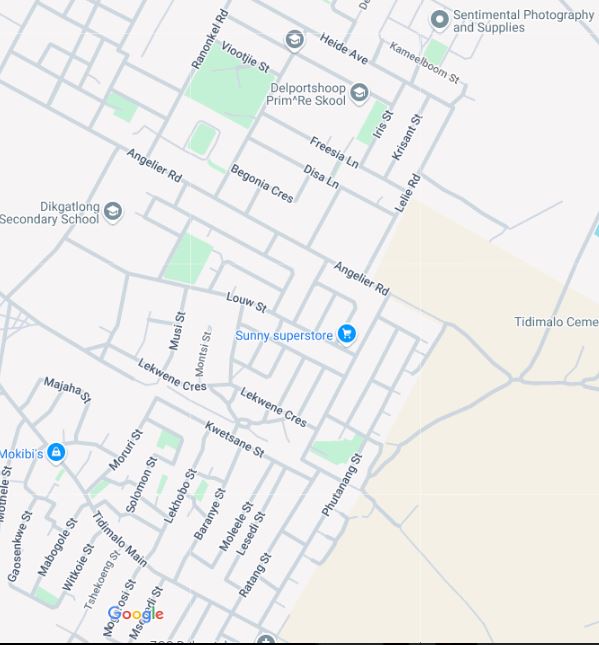 Sentimental Photography
and Supplies
Ranonkel Rd
Heide Ave
Viootjie St
Kameelboom St
Delportshoop
Prim^Re Skool
Iris St
Krisant St
Freesia Ln
Angelier Rd
Begonia Cres
Disa Ln
Lelie Rd
Dikgatlong
Secondary School
Angelier Rd
Louw St
Musi St
Montsi St
Sunny superstore
Tidimalo Ceme
Lekwene Cres
Majaha St
Lekwene Cres
Kwetsane St
Moruri St
Mokibi's
Solomon St
Lekhobo St
Phutanang St
Baranye St
Moleele St
Lesedi St
Gaosenkwe St
Mabogole St
Witkoie St
Tidimalo Main
Tshekoeng St
Ratang St
Google